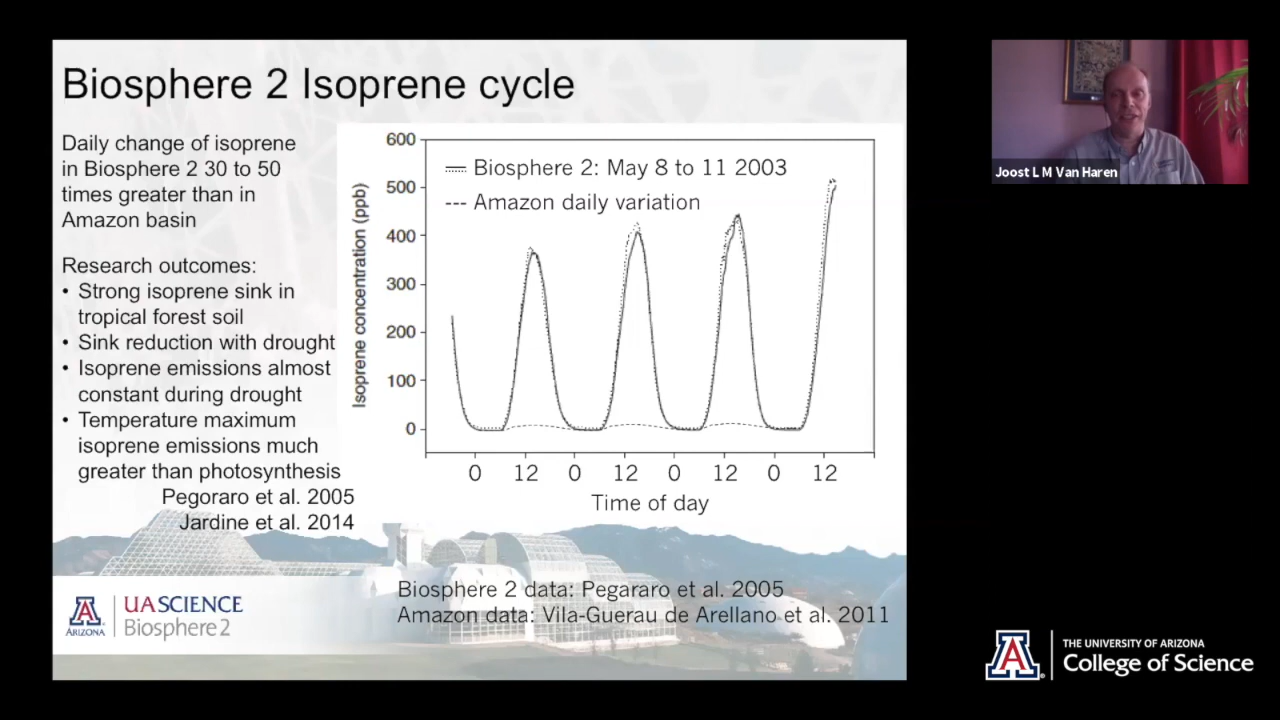 Biosphere 2 Isoprene cycle
Daily change of isoprene
in Biosphere 2 30 to 50
times greater than in
Amazon basin
Research outcomes:
• Strong isoprene sink in
tropical forest soil
• Sink reduction with drought
• Isoprene emissions almost
constant during drought
• Temperature maximum
isoprene emissions much
greater than photosynthesis
Pegoraro et al. 2005
Jardine et al. 2014
Isoprene concentration (ppb)
600
500
400
300
200
100
0
Biosphere 2: May 8 to 11 2003
Amazon daily variation
0 12 0 12 0 12 0 12
Time of day
Biosphere 2 data: Pegararo et al. 2005
Amazon data: Vila-Guerau de Arellano et al. 2011
A
ARIZONA
UASCIENCE
Biosphere 2
Joost L M Van Haren
A
THE UNIVERSITY OF ARIZONA
College of Science